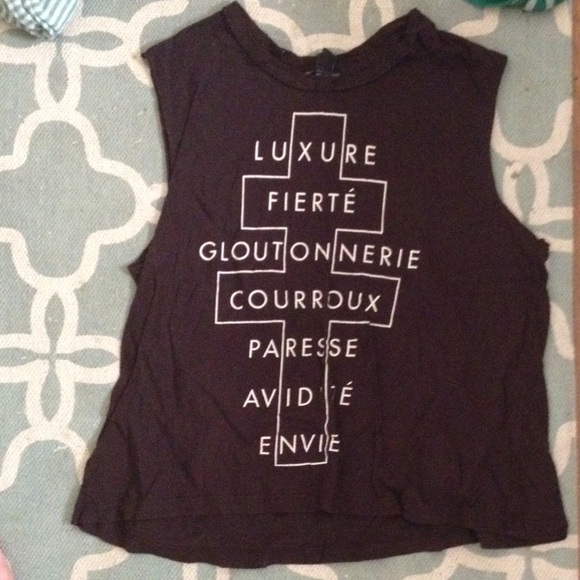 LUXURE
FIERTÉ
GLOUTONNERIE
COURROUX
PARESSE
AVIDITÉ
ENVIE